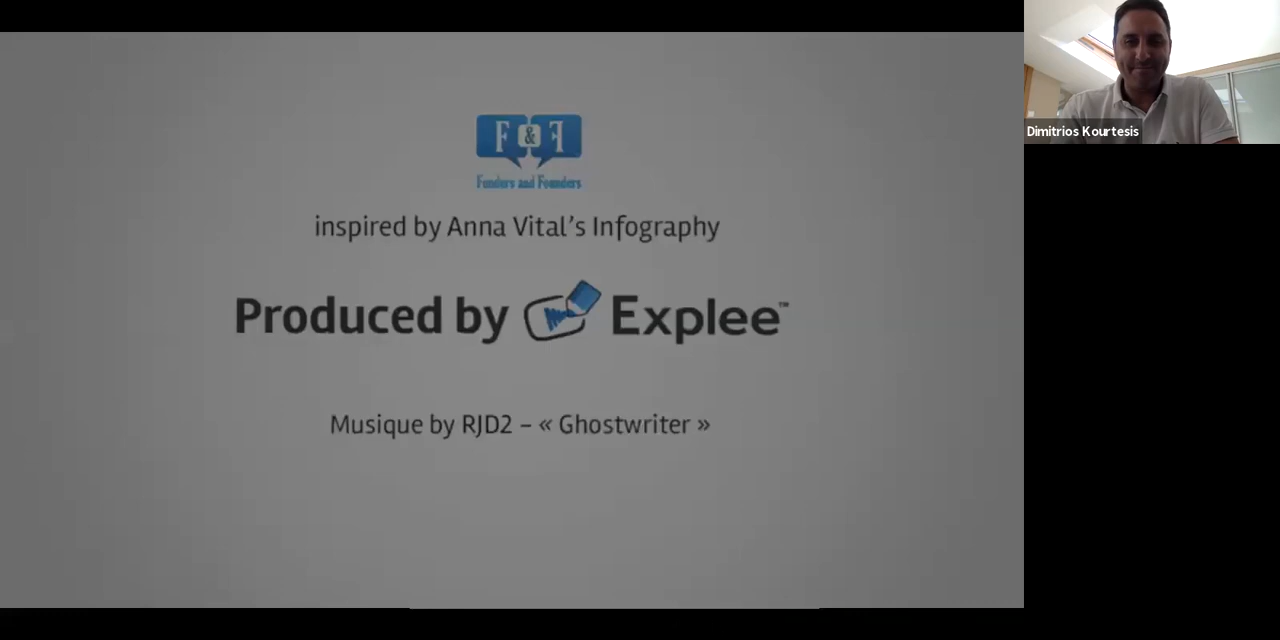 F&F
Funders and Founders
inspired by Anna Vital's Infography
Produced by Explee™
Musique by RJD2 – « Ghostwriter »
Dimitrios Kourtesis